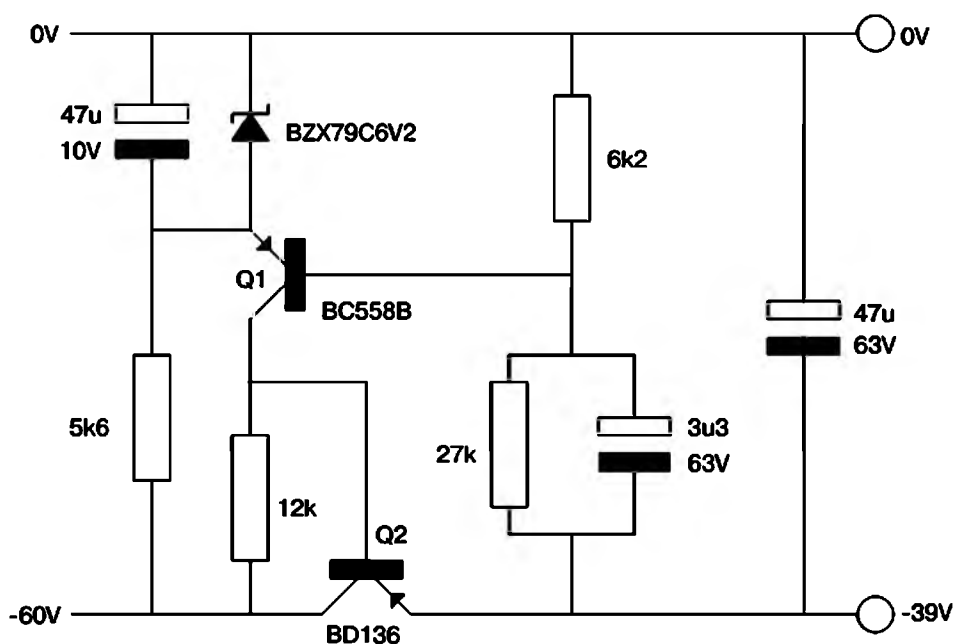 0V
0V
47u
10V
BZX79C6V2
6k2
Q1
BC558B
47u
63V
5k6
27k
3u3
63V
12k
Q2
-60V
BD136
-39V